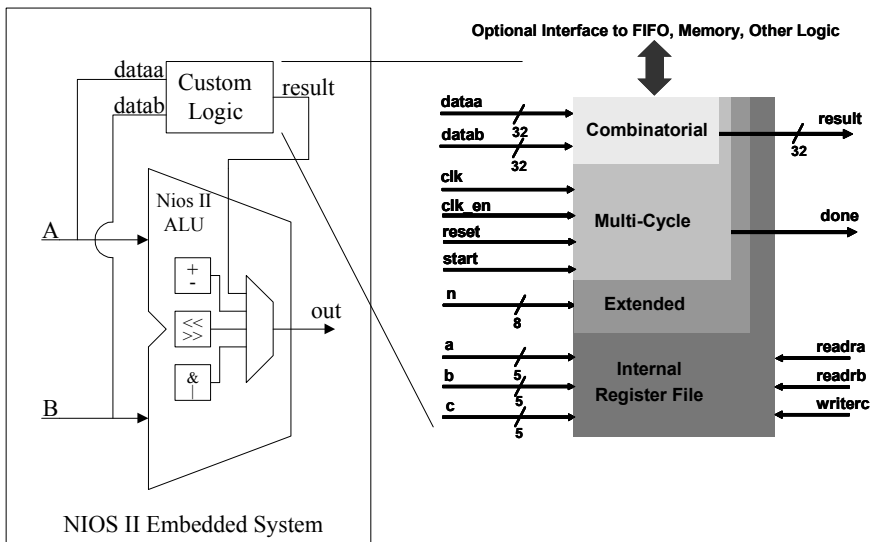 dataa
datab
Custom
Logic
result
Nios II
ALU
A
B
+
-
<<
>>
&
|
out
NIOS II Embedded System
Optional Interface to FIFO, Memory, Other Logic
dataa
32
datab
32
clk
clk_en
reset
start
n
8
a
5
b
5
c
5
Combinatorial
Multi-Cycle
Extended
Internal
Register File
result
32
done
readra
readrb
writerc